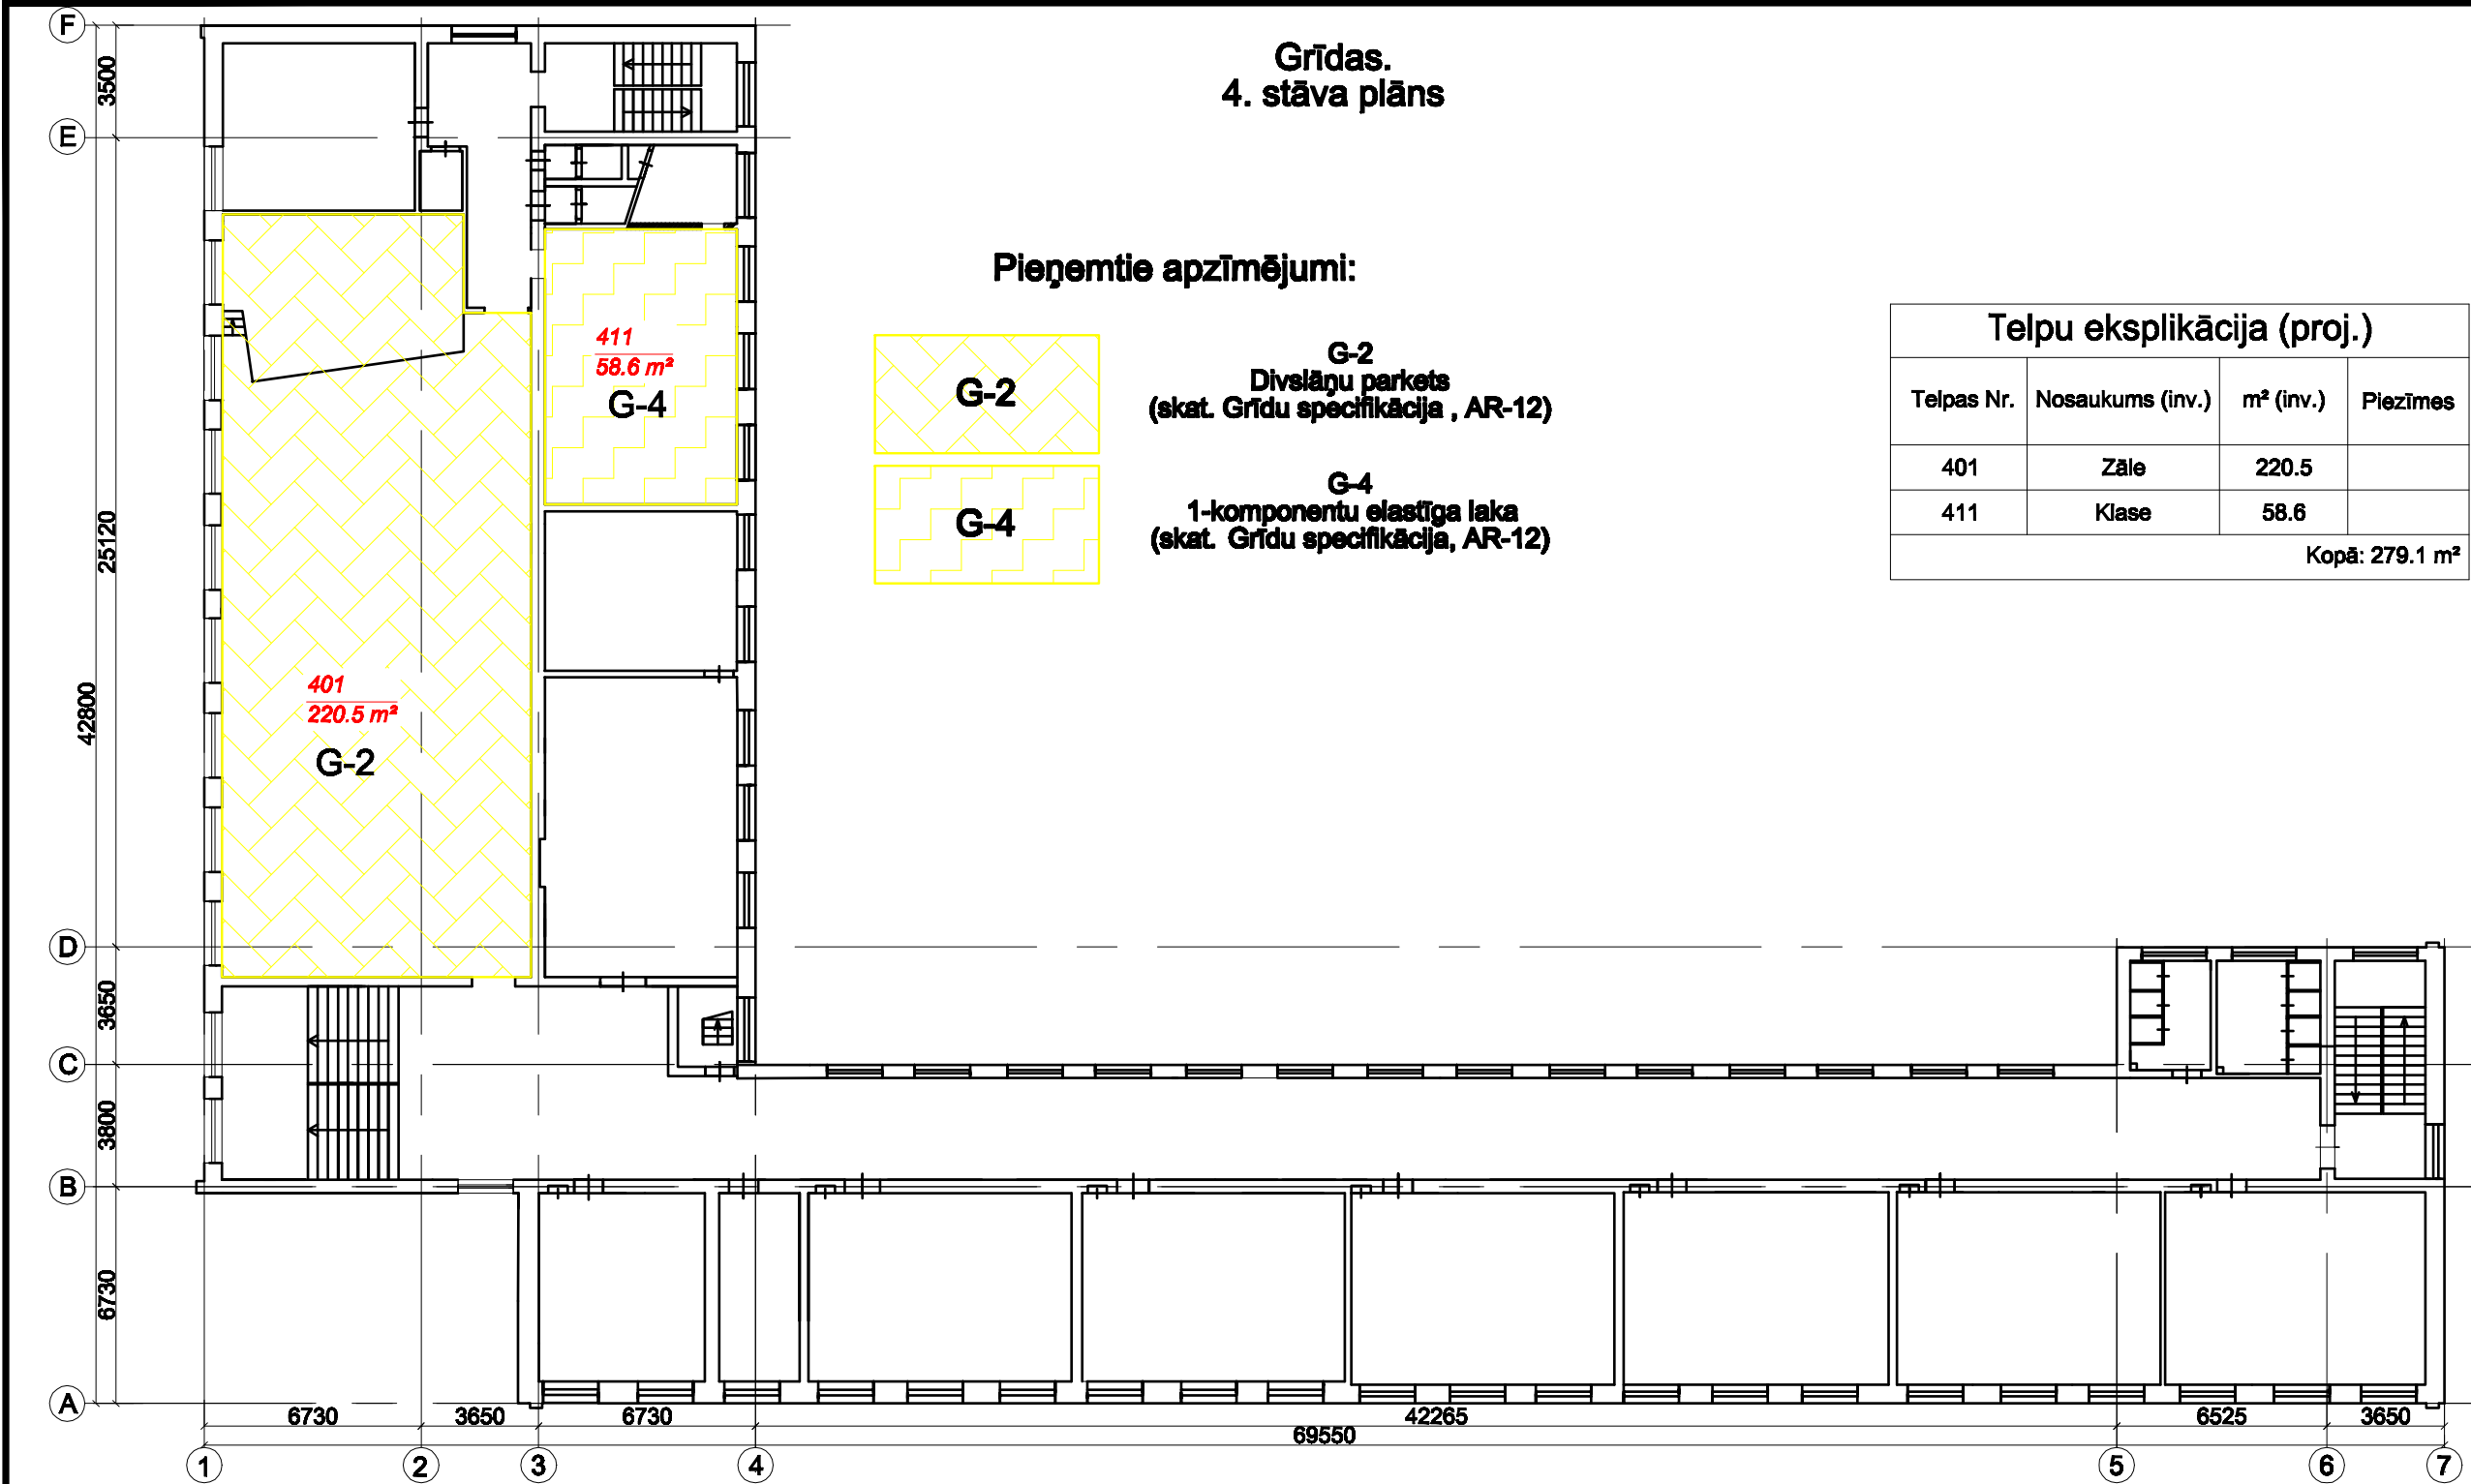 Grīdas.
4. stāva plāns
Pieņemtie apzīmējumi:
G-2
G-2
Divslāņu parkets
(skat. Grīdu specifikācija , AR-12)
G-4
G-4
1-komponentu elastīga laka
(skat. Grīdu specifikācija, AR-12)
Telpu eksplikācija (proj.)
Telpas Nr. Nosaukums (inv.) m² (inv.) Piezīmes
401 Zāle 220.5
411 Klase 58.6
Kopā: 279.1 m²
411
58.6 m²
G-4
401
220.5 m²
G-2
F
E
D
C
B
A
3500
25120
42800
3650
3800
6730
6730 3650 6730 42265 6525 3650
69550
1 2 3 4 5 6 7